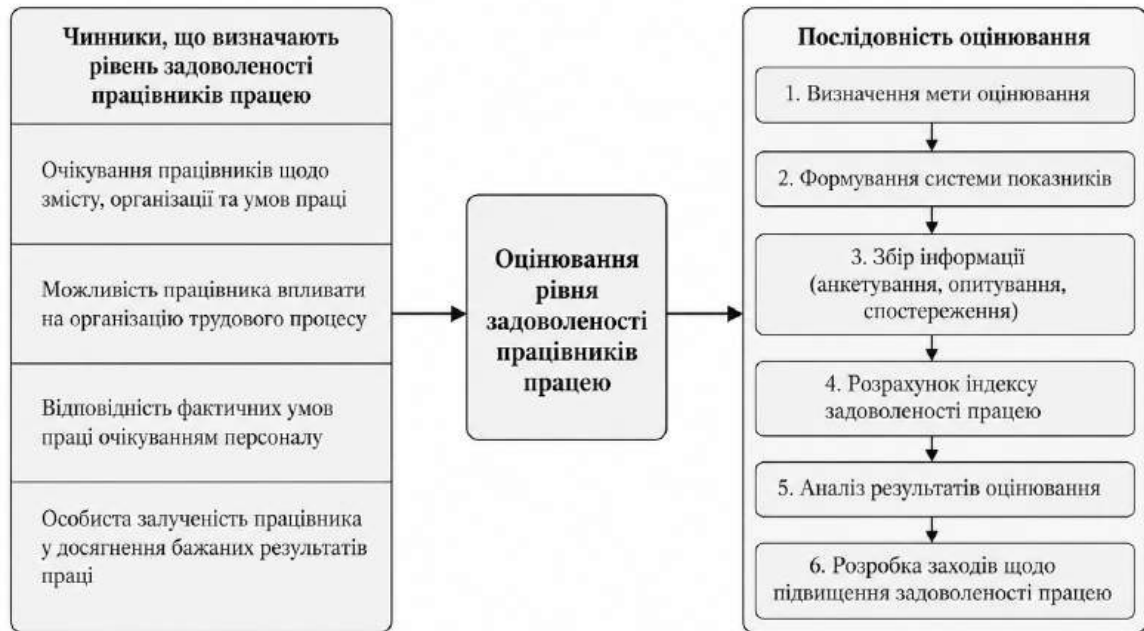 Чинники, що визначають
рівень задоволеності
працівників працею
Очікування працівників щодо
змісту, організації та умов праці
Можливість працівника впливати
на організацію трудового процесу
Відповідність фактичних умов
праці очікуванням персоналу
Особиста залученість працівника
у досягнення бажаних результатів
праці
Оцінювання
рівня
задоволеності
працівників
працею
Послідовність оцінювання
1. Визначення мети оцінювання
2. Формування системи показників
3. Збір інформації
(анкетування, опитування,
спостереження)
4. Розрахунок індексу
задоволеності працею
5. Аналіз результатів оцінювання
6. Розробка заходів щодо
підвищення задоволеності працею